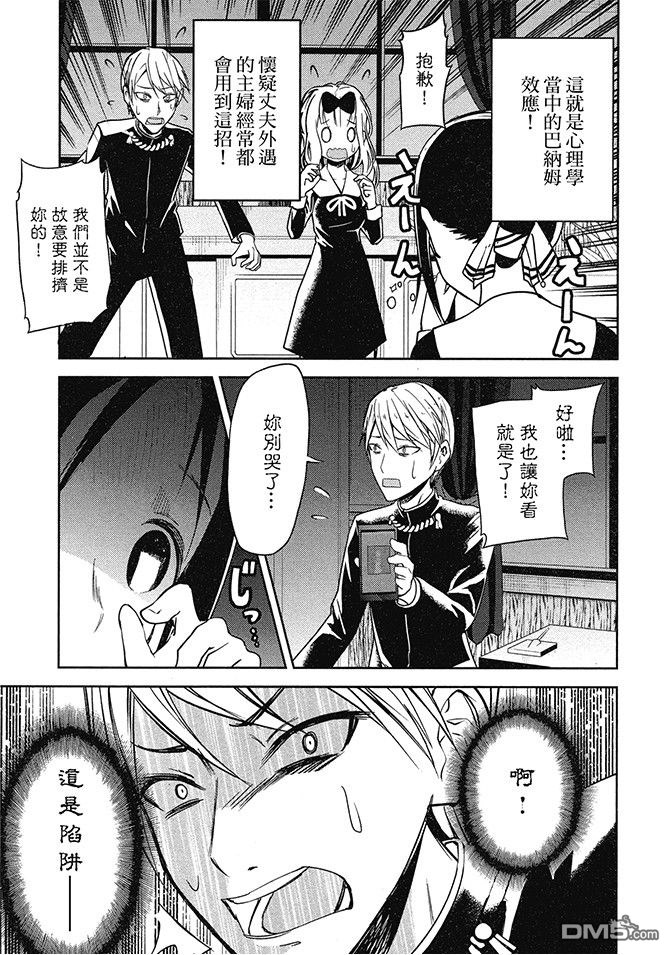 這就是心理學
當中的巴納姆
效應！
抱歉！
懷疑丈夫外遇
的主婦經常都
會用到這招！
我們並不是
故意要排擠
妳的！
えーん
えーん
好啦…
我也讓妳看
就是了！
妳別哭了…
じっ…
啊！
這是陷阱—
DM5.com